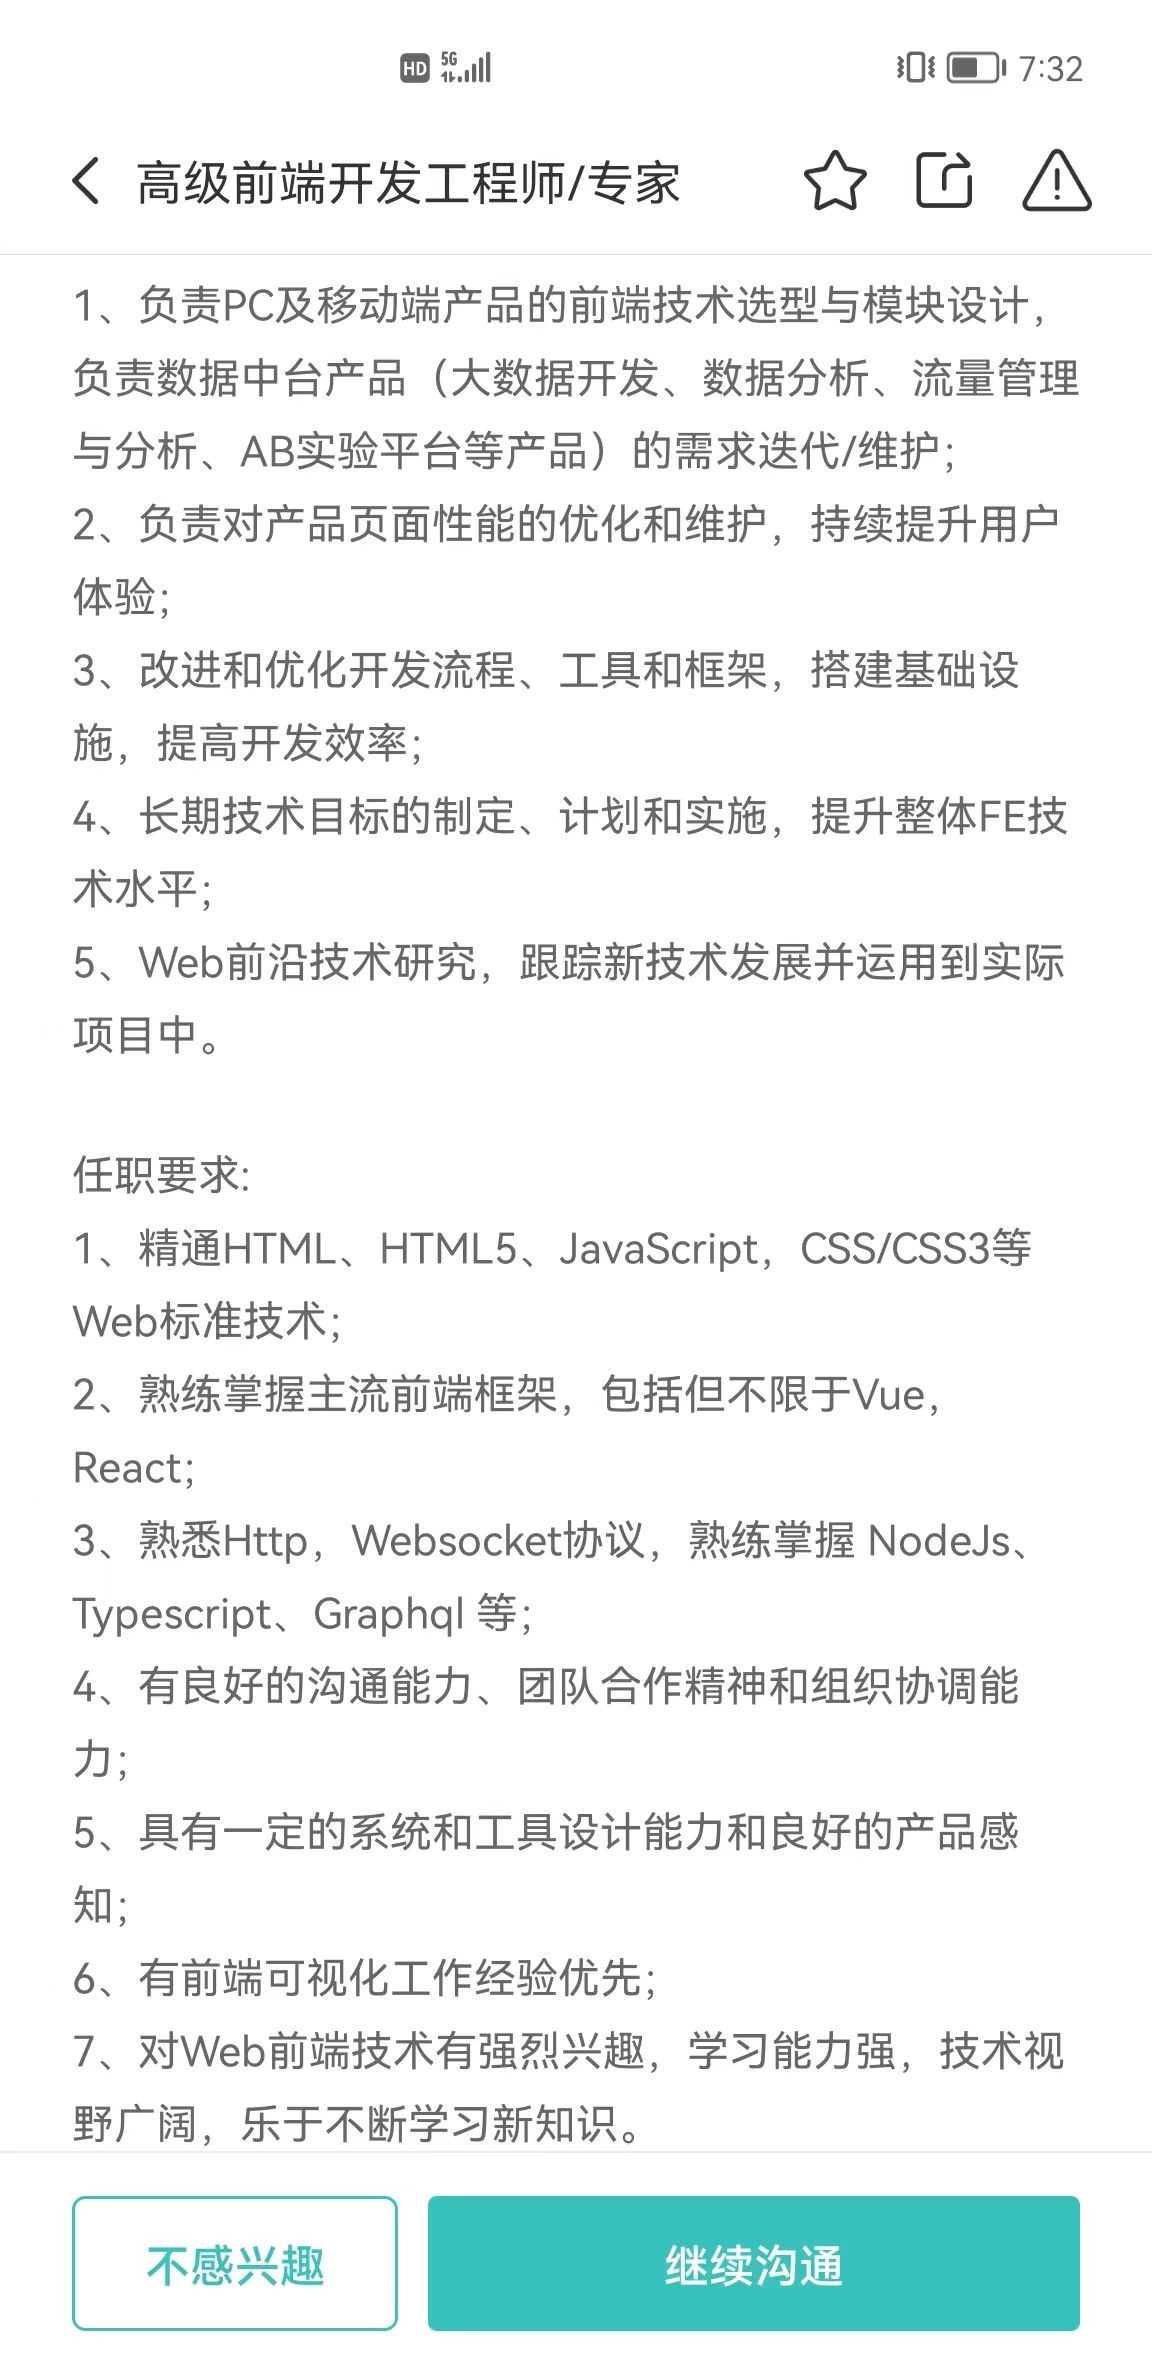 HD 5G 7:32
高级前端开发工程师/专家
1、负责PC及移动端产品的前端技术选型与模块设计，
负责数据中台产品（大数据开发、数据分析、流量管理
与分析、AB实验平台等产品）的需求迭代/维护；
2、负责对产品页面性能的优化和维护，持续提升用户
体验；
3、改进和优化开发流程、工具和框架，搭建基础设
施，提高开发效率；
4、长期技术目标的制定、计划和实施，提升整体FE技
术水平；
5、Web前沿技术研究，跟踪新技术发展并运用到实际
项目中。
任职要求:
1、精通HTML、HTML5、JavaScript，CSS/CSS3等
Web标准技术；
2、熟练掌握主流前端框架，包括但不限于Vue，
React；
3、熟悉Http，Websocket协议，熟练掌握 NodeJs、
Typescript、Graphql 等；
4、有良好的沟通能力、团队合作精神和组织协调能
力；
5、具有一定的系统和工具设计能力和良好的产品感
知；
6、有前端可视化工作经验优先；
7、对Web前端技术有强烈兴趣，学习能力强，技术视
野广阔，乐于不断学习新知识。
不感兴趣 继续沟通